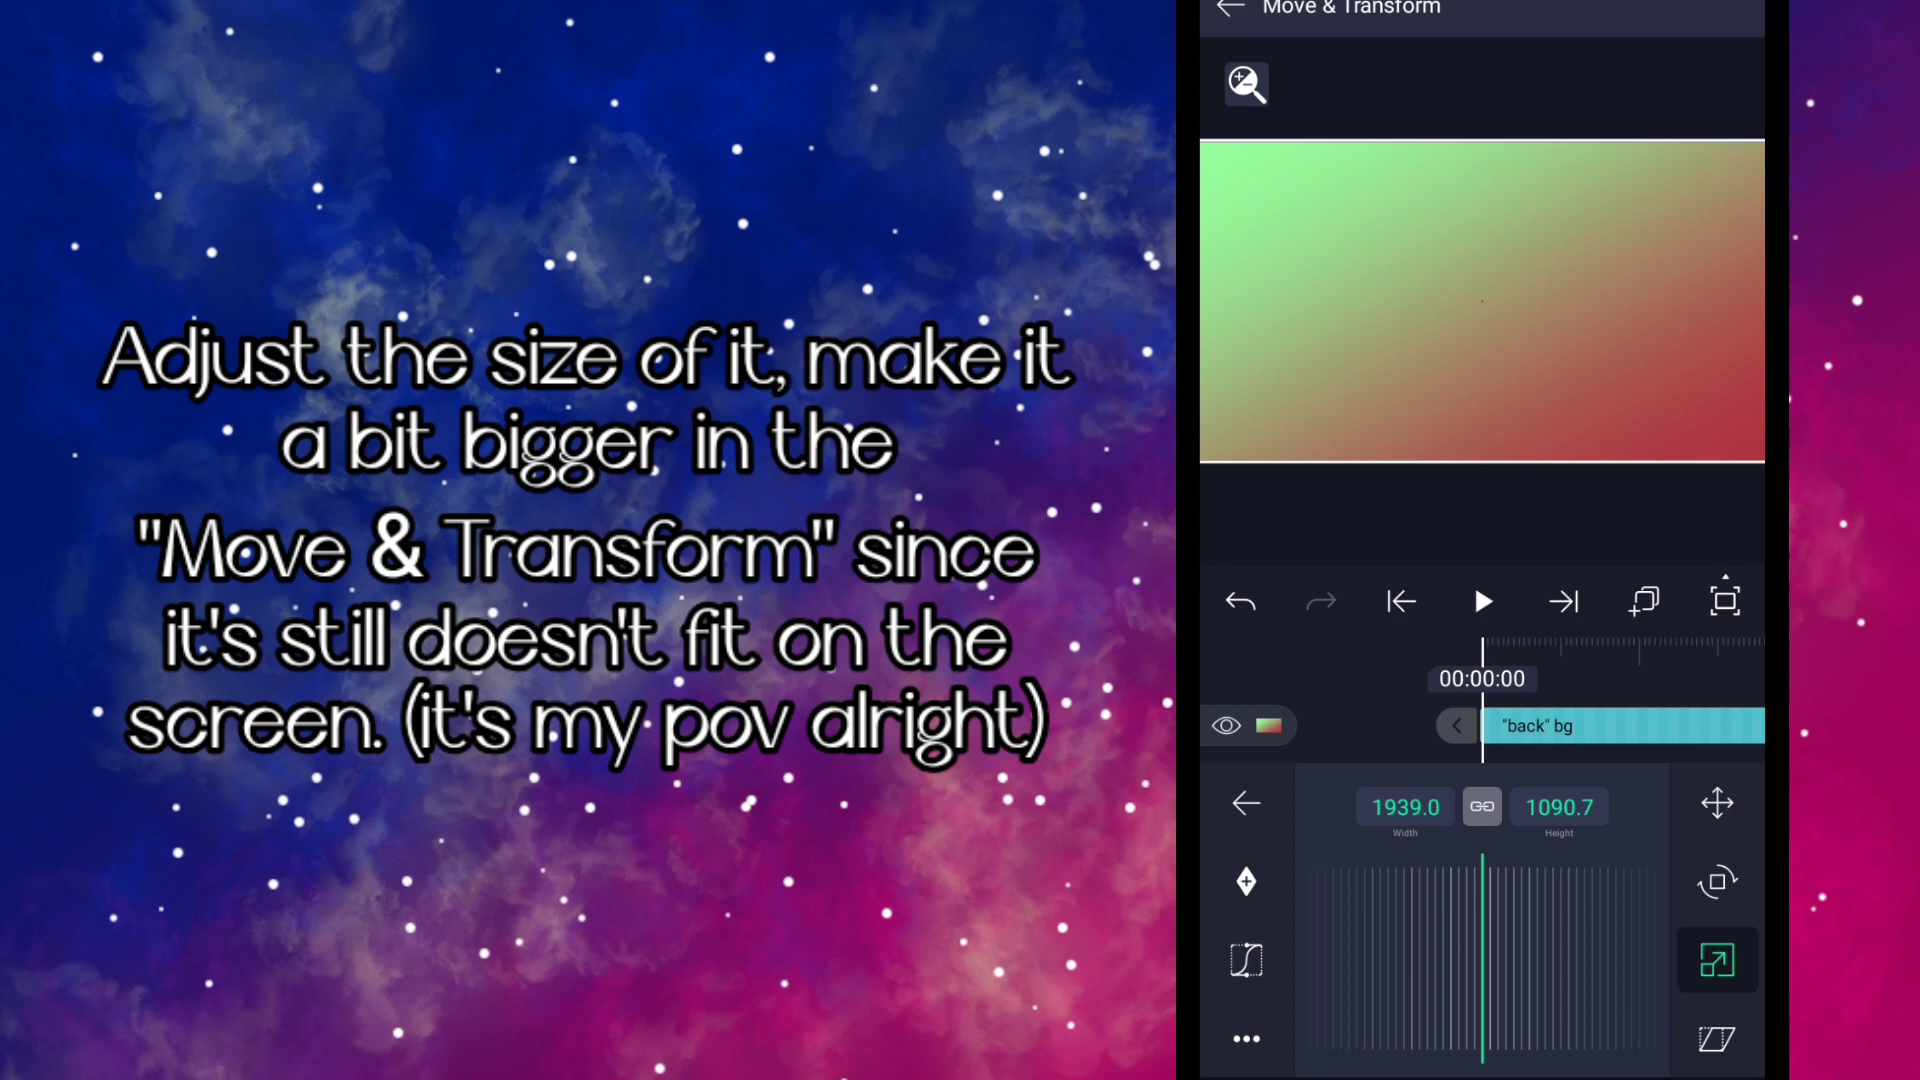 Adjust the size of it, make it
a bit bigger in the
"Move & Transform" since
it's still doesn't fit on the
screen. (it's my pov alright)
Move & Transform
00:00:00
"back" bg
1939.0
1090.7
Width
Height